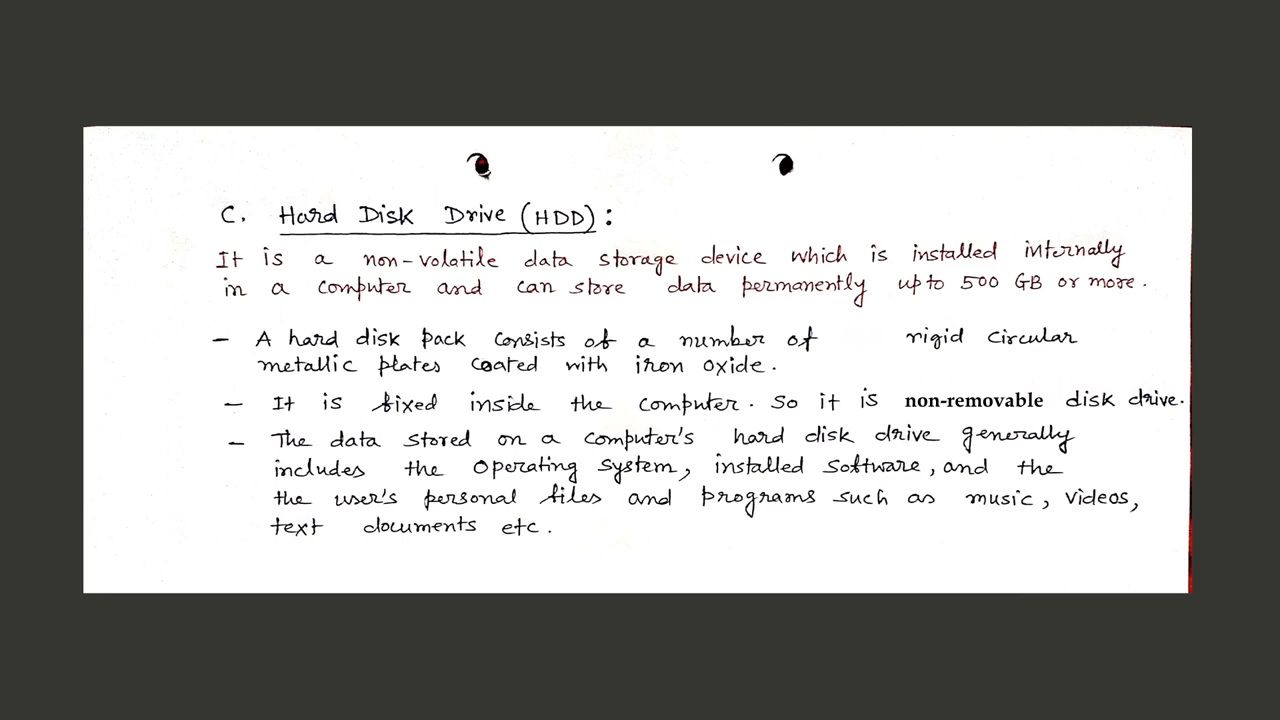 C. Hard Disk Drive (HDD):
It is a non-volatile data storage device which is installed internally
in a computer and can store data permanently up to 500 GB or more.
– A hard disk pack consists of a number of rigid circular
metallic plates coated with iron oxide.
– It is fixed inside the computer. So it is non-removable disk drive.
– The data stored on a computer's hard disk drive generally
includes the operating system, installed software, and the
the user's personal files and programs such as music, videos,
text documents etc.